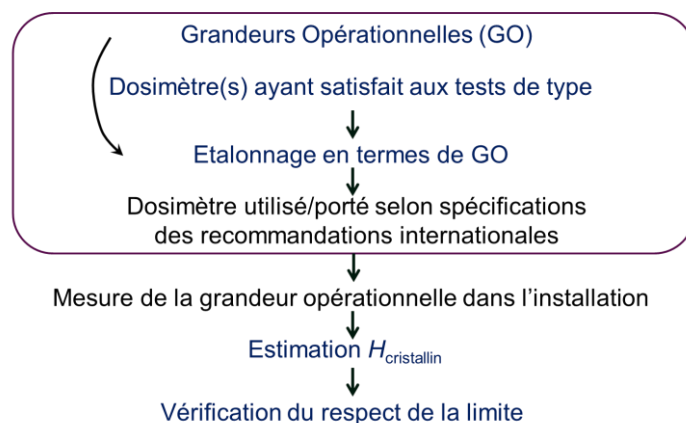 Grandeurs Opérationnelles (GO)
Dosimètre(s) ayant satisfait aux tests de type
Etalonnage en termes de GO
Dosimètre utilisé/porté selon spécifications
des recommandations internationales
Mesure de la grandeur opérationnelle dans l'installation
Estimation Hcristallin
Vérification du respect de la limite